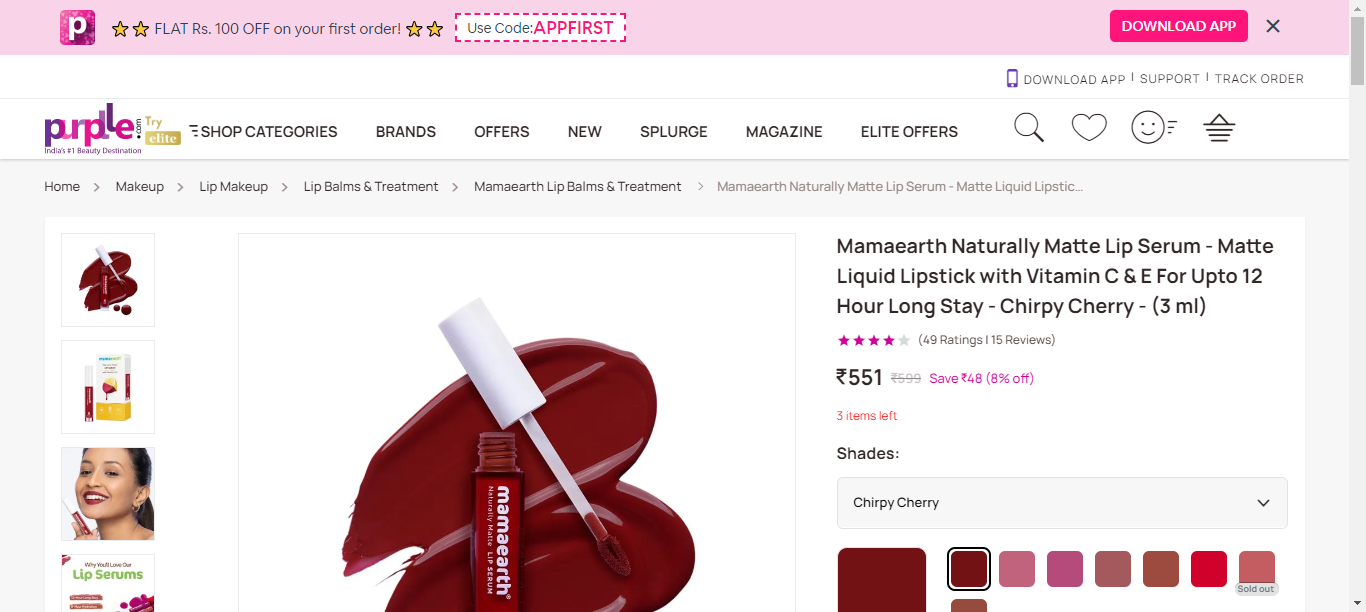 FLAT Rs. 100 OFF on your first order!
Use Code:APPFIRST
DOWNLOAD APP
DOWNLOAD APP | SUPPORT | TRACK ORDER
purplle.com
Try elite
India's #1 Beauty Destination
SHOP CATEGORIES
BRANDS
OFFERS
NEW
SPLURGE
MAGAZINE
ELITE OFFERS
Home > Makeup > Lip Makeup > Lip Balms & Treatment > Mamaearth Lip Balms & Treatment > Mamaearth Naturally Matte Lip Serum - Matte Liquid Lipstic...
Why You'll Love Our
Lip Serums
mamaearth
Naturally Matte LIP SERUM
Mamaearth Naturally Matte Lip Serum - Matte
Liquid Lipstick with Vitamin C & E For Upto 12
Hour Long Stay - Chirpy Cherry - (3 ml)
(49 Ratings | 15 Reviews)
₹551 ₹599 Save ₹48 (8% off)
3 items left
Shades:
Chirpy Cherry
Sold out